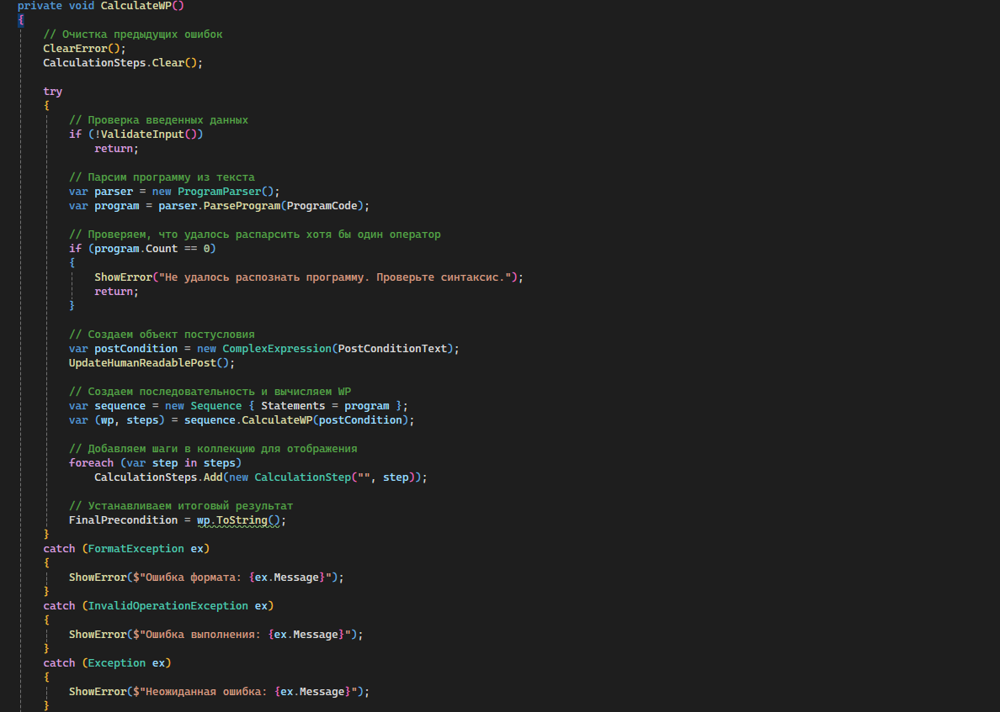 private void CalculateWP()
{
// Очистка предыдущих ошибок
ClearError();
CalculationSteps.Clear();
try
{
// Проверка введенных данных
if (!ValidateInput())
return;
// Парсим программу из текста
var parser = new ProgramParser();
var program = parser.ParseProgram(ProgramCode);
// Проверяем, что удалось распарсить хотя бы один оператор
if (program.Count == 0)
{
ShowError("Не удалось распознать программу. Проверьте синтаксис.");
return;
}
// Создаем объект постусловия
var postCondition = new ComplexExpression(PostConditionText);
UpdateHumanReadablePost();
// Создаем последовательность и вычисляем WP
var sequence = new Sequence { Statements = program };
var (wp, steps) = sequence.CalculateWP(postCondition);
// Добавляем шаги в коллекцию для отображения
foreach (var step in steps)
CalculationSteps.Add(new CalculationStep("", step));
// Устанавливаем итоговый результат
FinalPrecondition = wp.ToString();
}
catch (FormatException ex)
{
ShowError($"Ошибка формата: {ex.Message}");
}
catch (InvalidOperationException ex)
{
ShowError($"Ошибка выполнения: {ex.Message}");
}
catch (Exception ex)
{
ShowError($"Неожиданная ошибка: {ex.Message}");
}